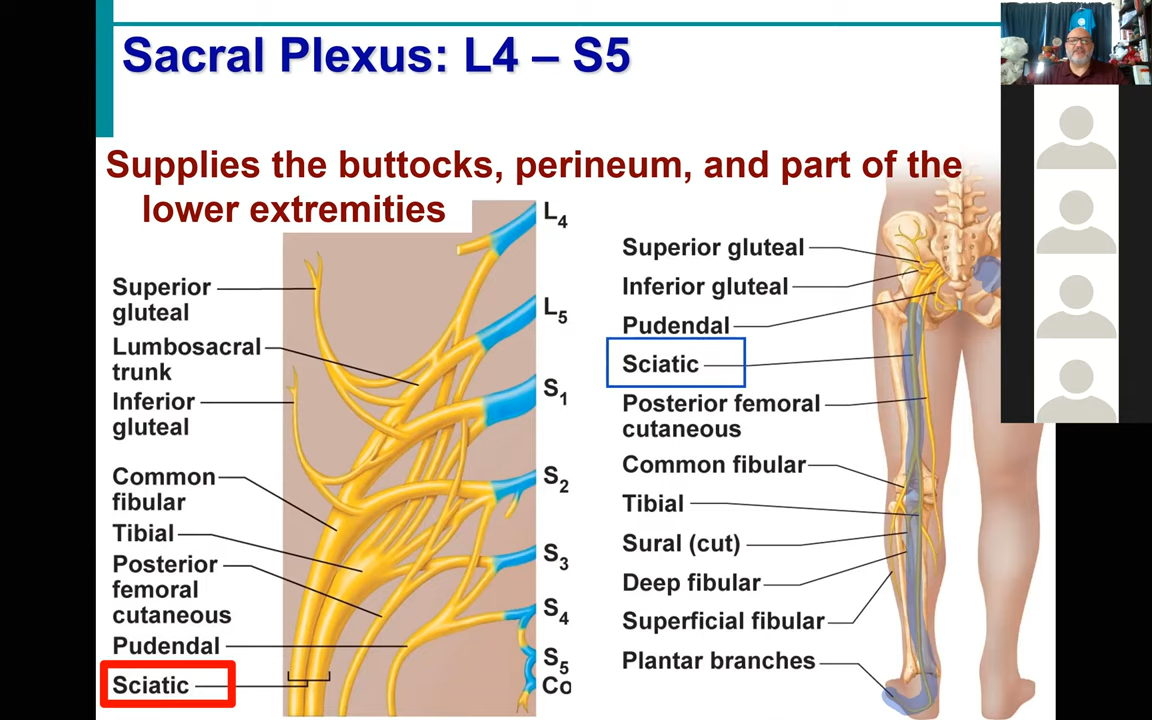 Sacral Plexus: L4 – S5
Supplies the buttocks, perineum, and part of the
lower extremities
Superior
gluteal
Lumbosacral
trunk
Inferior
gluteal
Common
fibular
Tibial
Posterior
femoral
cutaneous
Pudendal
Sciatic
L4
L5
S1
S2
S3
S4
S5
Co
Superior gluteal
Inferior gluteal
Pudendal
Sciatic
Posterior femoral
cutaneous
Common fibular
Tibial
Sural (cut)
Deep fibular
Superficial fibular
Plantar branches